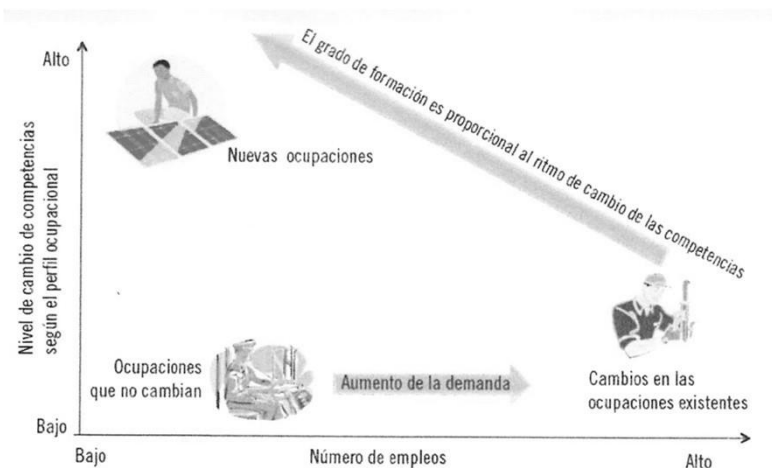 Alto
El grado de formación es proporcional al ritmo de cambio de las competencias
Nuevas ocupaciones
Nivel de cambio de competencias
según el perfil ocupacional
Ocupaciones
que no cambian
Aumento de la demanda
Cambios en las
ocupaciones existentes
Bajo
Bajo
Número de empleos
Alto